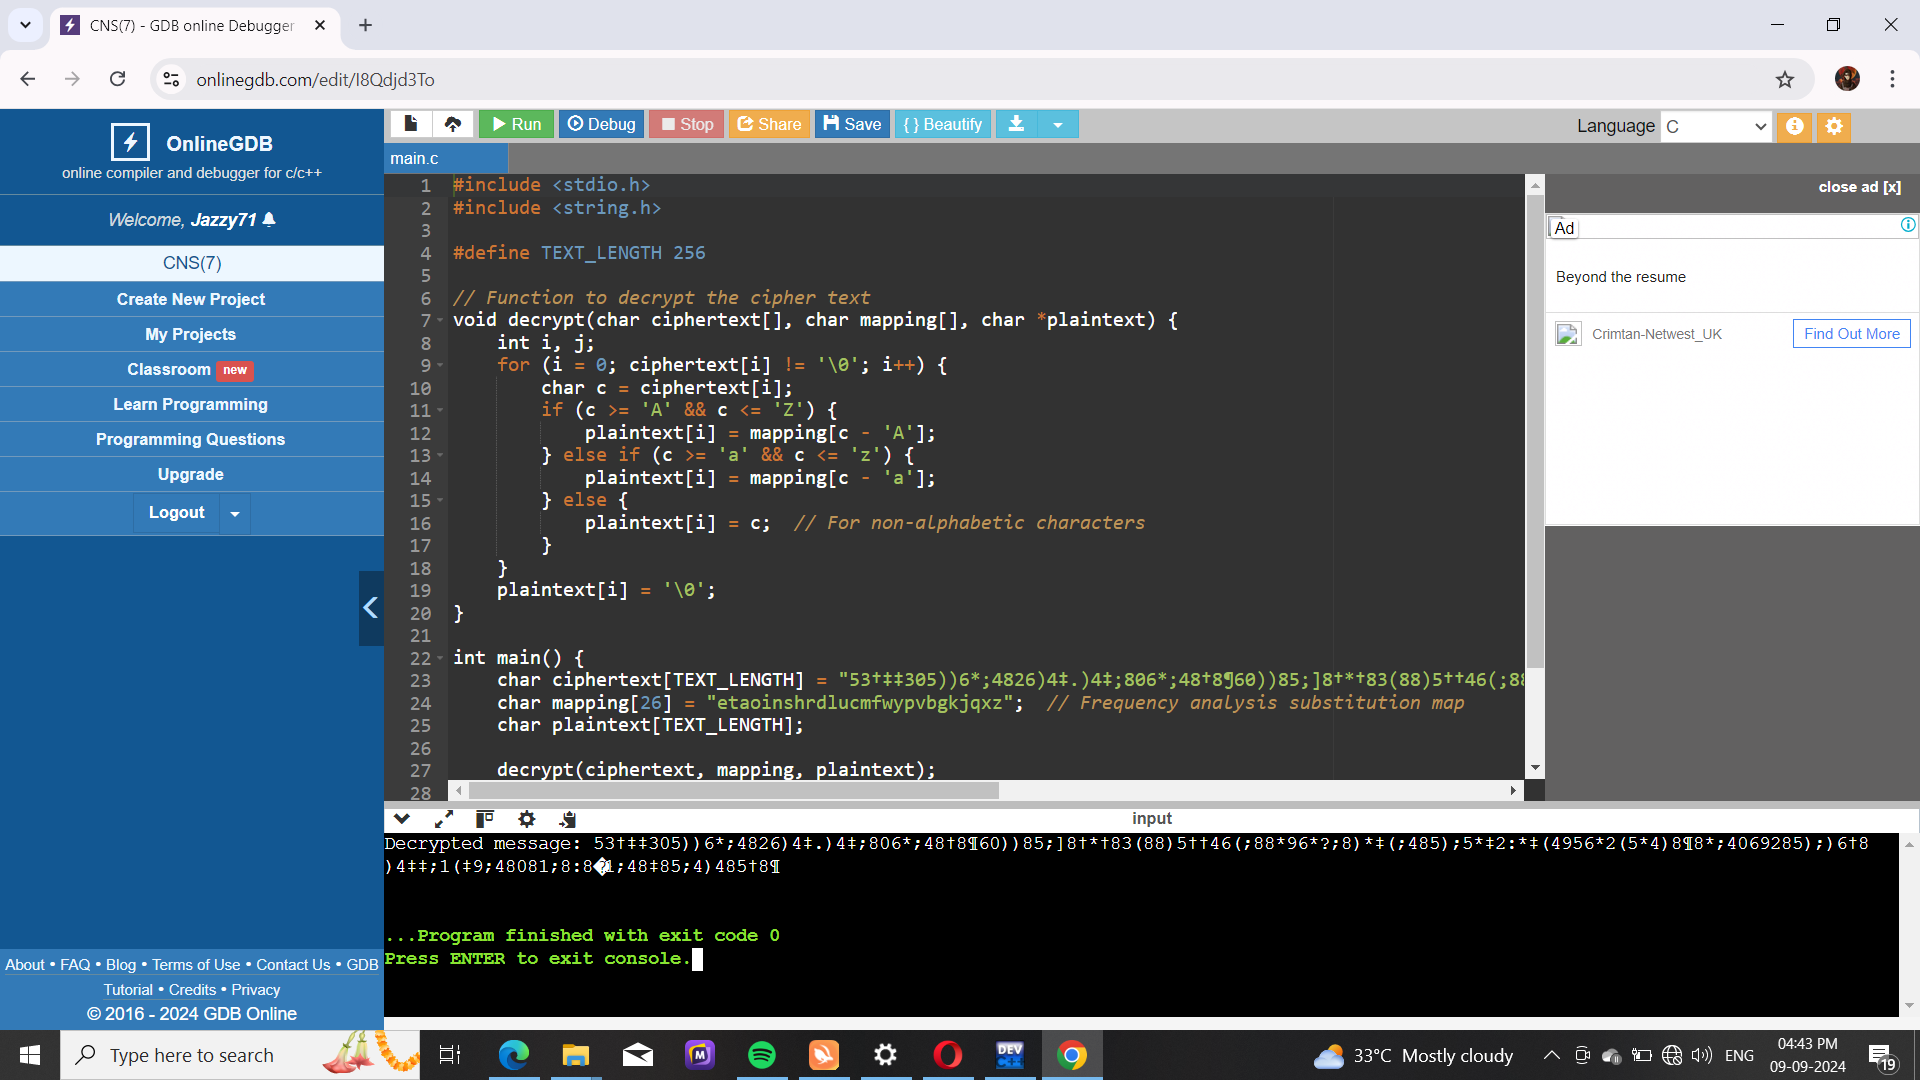 CNS(7) - GDB online Debugger
onlinegdb.com/edit/I8Qdjd3To
OnlineGDB
online compiler and debugger for c/c++
Welcome, Jazzy71
CNS(7)
Create New Project
My Projects
Classroom new
Learn Programming
Programming Questions
Upgrade
Logout
About • FAQ • Blog • Terms of Use • Contact Us • GDB
Tutorial • Credits • Privacy
© 2016 - 2024 GDB Online
Run Debug Stop Share Save { } Beautify
Language C
main.c
1 #include <stdio.h>
2 #include <string.h>
3
4 #define TEXT_LENGTH 256
5
6 // Function to decrypt the cipher text
7 void decrypt(char ciphertext[], char mapping[], char *plaintext) {
8 int i, j;
9 for (i = 0; ciphertext[i] != '\0'; i++) {
10 char c = ciphertext[i];
11 if (c >= 'A' && c <= 'Z') {
12 plaintext[i] = mapping[c - 'A'];
13 } else if (c >= 'a' && c <= 'z') {
14 plaintext[i] = mapping[c - 'a'];
15 } else {
16 plaintext[i] = c;  // For non-alphabetic characters
17 }
18 }
19 plaintext[i] = '\0';
20 }
21
22 int main() {
23 char ciphertext[TEXT_LENGTH] = "53†‡‡305))6*;4826)4‡.)4‡;806*;48†8¶60))85;]8†*†83(88)5††46(;88
24 char mapping[26] = "etaoinshrdlucmfwypvbgkjqxz";  // Frequency analysis substitution map
25 char plaintext[TEXT_LENGTH];
26
27 decrypt(ciphertext, mapping, plaintext);
28
close ad [x]
Ad
Beyond the resume
Crimtan-Netwest_UK
Find Out More
input
Decrypted message: 53†‡‡305))6*;4826)4‡.)4‡;806*;48†8¶60))85;]8†*†83(88)5††46(;88*96*?;8)*‡(;485);5*‡2:*‡(4956*2(5*4)8¶8*;4069285);)6†8
)4‡‡;1(‡9;48081;8:8�1;48‡85;4)485†8¶
...Program finished with exit code 0
Press ENTER to exit console.
Type here to search
33°C Mostly cloudy
ENG
04:43 PM
09-09-2024
19